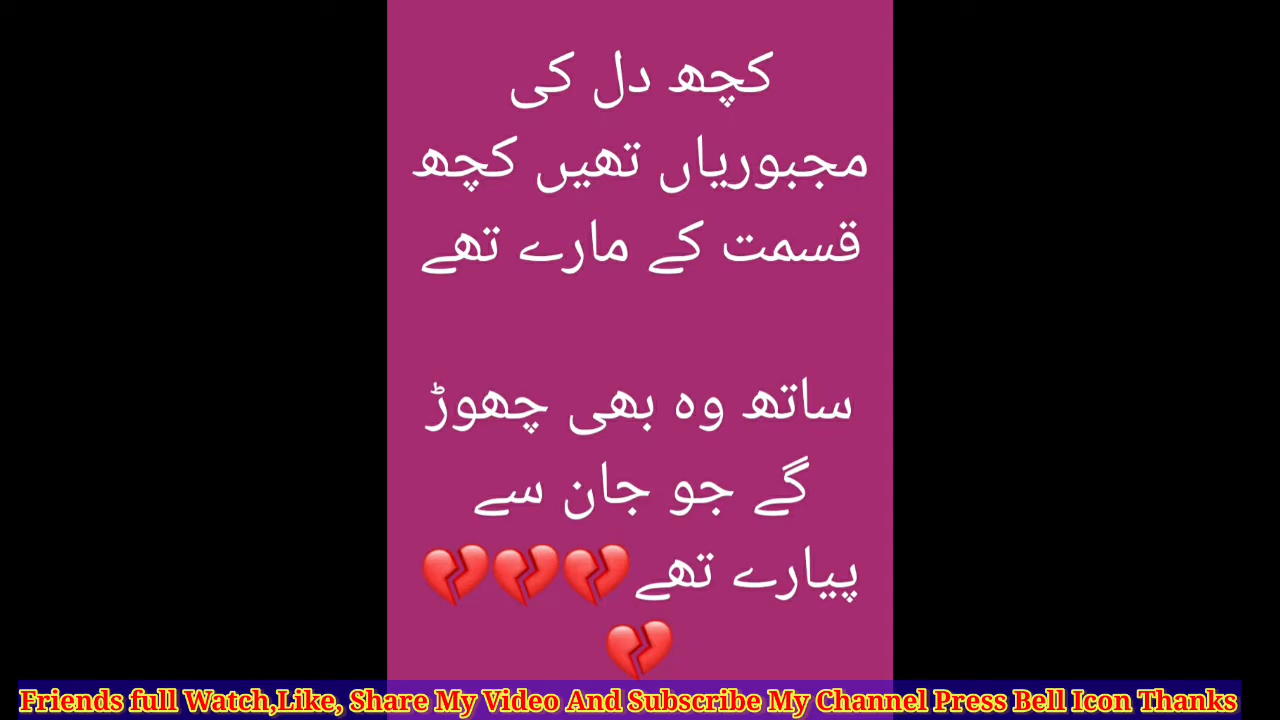 کچھ دل کی
مجبوریاں تھیں کچھ
قسمت کے مارے تھے
ساتھ وہ بھی چھوڑ
گے جو جان سے
پیارے تھے💔💔💔
💔
Friends full Watch,Like, Share My Video And Subscribe My Channel Press Bell Icon Thanks